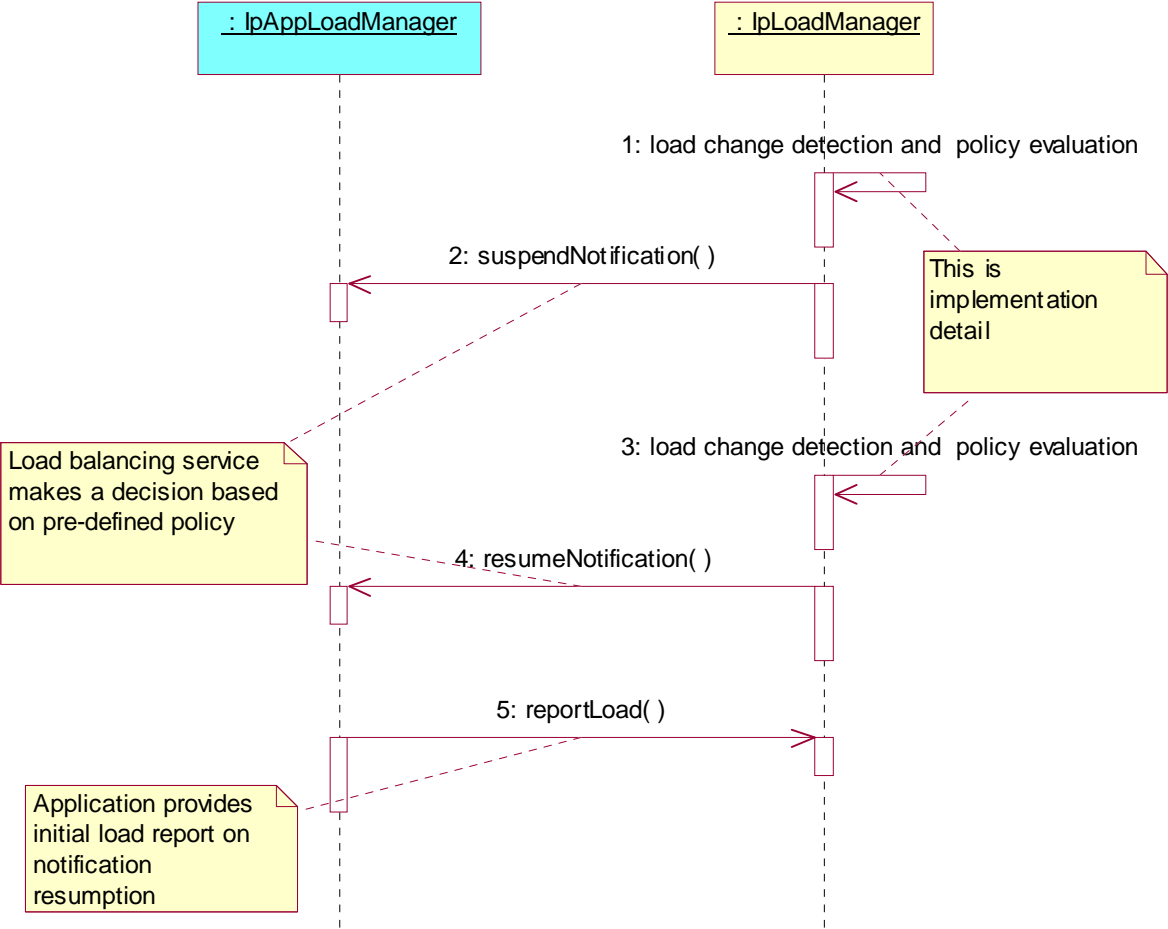 : IpAppLoadManager
: IpLoadManager
1: load change detection and policy evaluation
2: suspendNotification( )
This is
implementation
detail
3: load change detection and policy evaluation
Load balancing service
makes a decision based
on pre-defined policy
4: resumeNotification( )
5: reportLoad( )
Application provides
initial load report on
notification
resumption